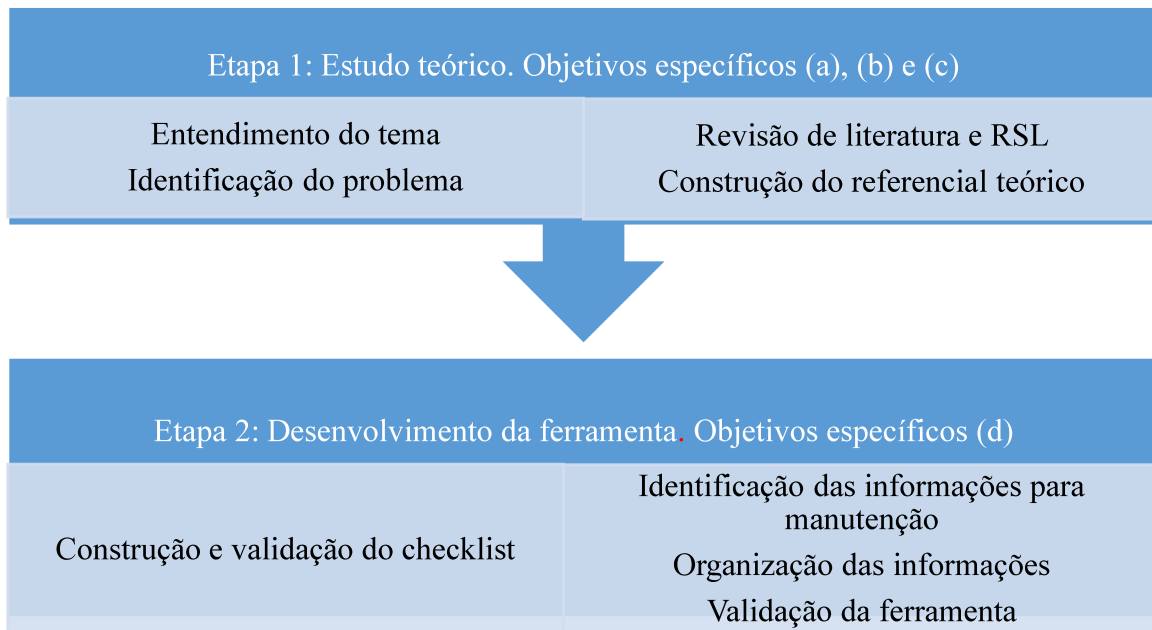 Etapa 1: Estudo teórico. Objetivos específicos (a), (b) e (c)
Entendimento do tema
Identificação do problema
Revisão de literatura e RSL
Construção do referencial teórico
Etapa 2: Desenvolvimento da ferramenta. Objetivos específicos (d)
Construção e validação do checklist
Identificação das informações para
manutenção
Organização das informações
Validação da ferramenta